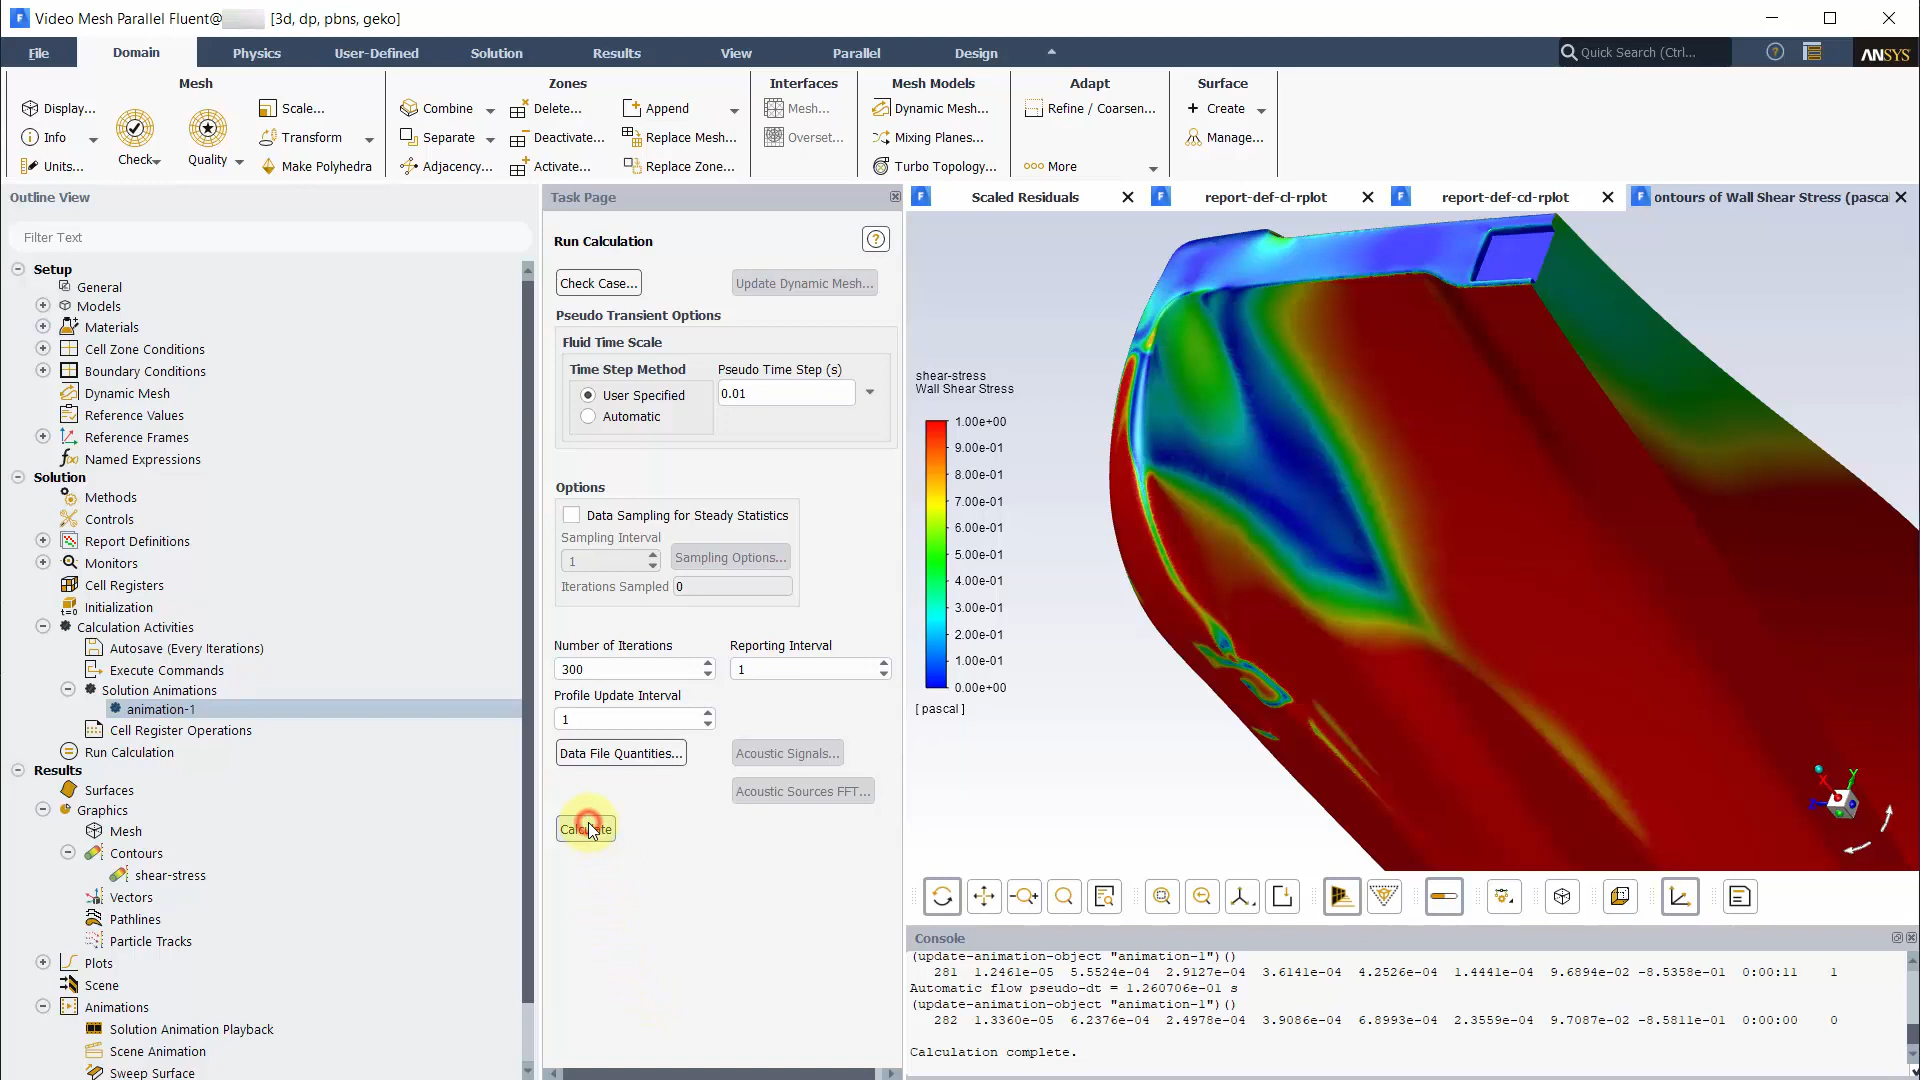 Video Mesh Parallel Fluent@ [3d, dp, pbns, geko]
File Domain Physics User-Defined Solution Results View Parallel Design Quick Search (Ctrl... ANSYS
Mesh Zones Interfaces Mesh Models Adapt Surface
Display... Scale... Combine Delete... Append Mesh... Dynamic Mesh... Refine / Coarsen... Create
Info Transform Separate Deactivate... Replace Mesh... Overset... Mixing Planes... Manage...
Check Quality
Units... Make Polyhedra Adjacency... Activate... Replace Zone... Turbo Topology... More
Outline View
Filter Text
Setup
General
Models
Materials
Cell Zone Conditions
Boundary Conditions
Dynamic Mesh
Reference Values
Reference Frames
Named Expressions
Solution
Methods
Controls
Report Definitions
Monitors
Cell Registers
Initialization
Calculation Activities
Autosave (Every Iterations)
Execute Commands
Solution Animations
animation-1
Cell Register Operations
Run Calculation
Results
Surfaces
Graphics
Mesh
Contours
shear-stress
Vectors
Pathlines
Particle Tracks
Plots
Scene
Animations
Solution Animation Playback
Scene Animation
Sweep Surface
Task Page
Run Calculation
Check Case... Update Dynamic Mesh...
Pseudo Transient Options
Fluid Time Scale
Time Step Method Pseudo Time Step (s)
User Specified 0.01
Automatic
Options
Data Sampling for Steady Statistics
Sampling Interval
1 Sampling Options...
Iterations Sampled 0
Number of Iterations Reporting Interval
300 1
Profile Update Interval
1
Data File Quantities... Acoustic Signals...
Acoustic Sources FFT...
Calculate
Scaled Residuals report-def-cl-rplot report-def-cd-rplot ontours of Wall Shear Stress (pasca
shear-stress
Wall Shear Stress
1.00e+00
9.00e-01
8.00e-01
7.00e-01
6.00e-01
5.00e-01
4.00e-01
3.00e-01
2.00e-01
1.00e-01
0.00e+00
[ pascal ]
X Y Z
Console
(update-animation-object "animation-1")()
281 1.2461e-05 5.5524e-04 2.9127e-04 3.6141e-04 4.2526e-04 1.4441e-04 9.6894e-02 -8.5358e-01 0:00:11 1
Automatic flow pseudo-dt = 1.260706e-01 s
(update-animation-object "animation-1")()
282 1.3360e-05 6.2376e-04 2.4978e-04 3.9086e-04 6.8993e-04 2.3559e-04 9.7087e-02 -8.5811e-01 0:00:00 0
Calculation complete.